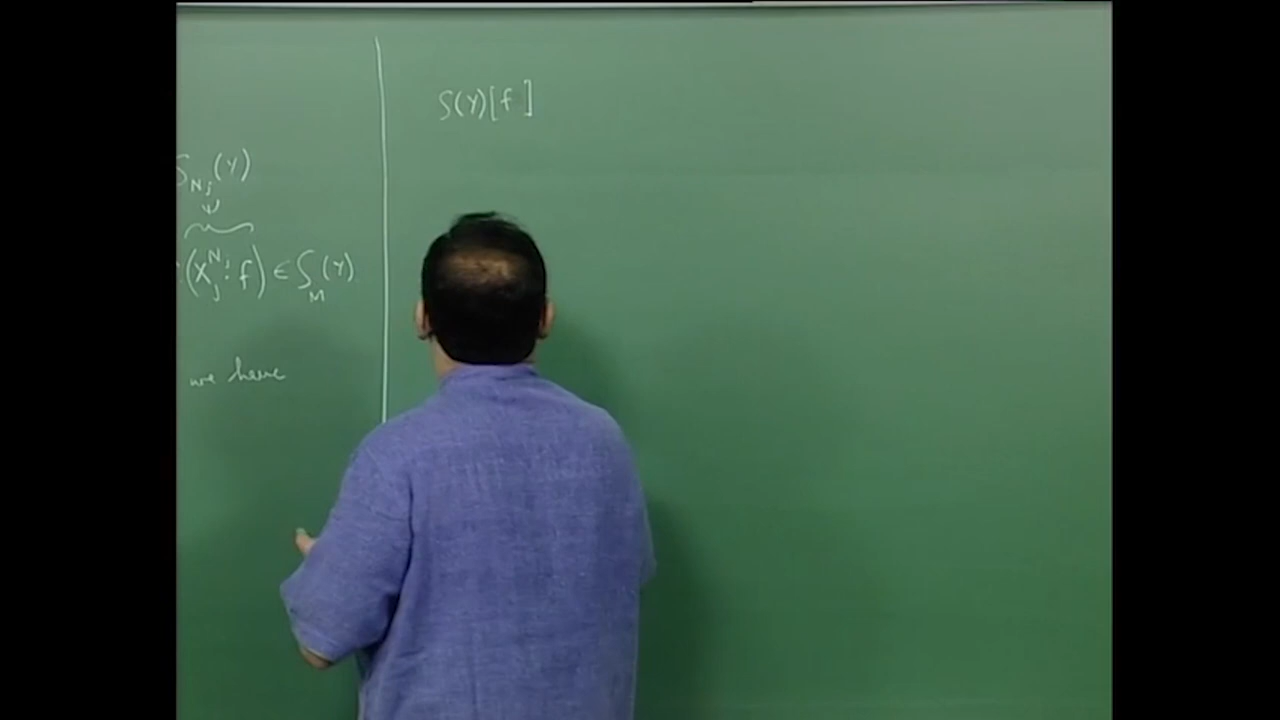 S_{N_j}(Y)
(X_j^{N_j} · f) ∈ S_M(Y)
we have
S(Y)[f]